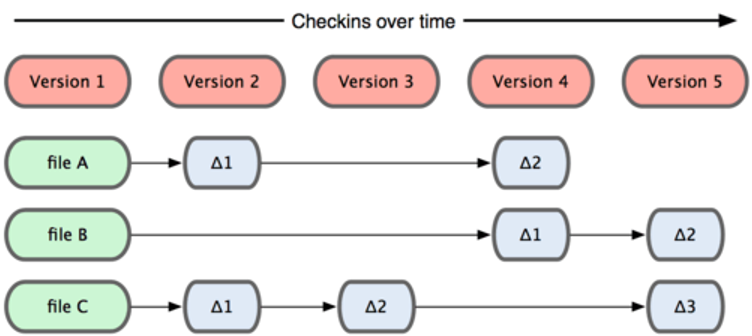 Checkins over time
Version 1 Version 2 Version 3 Version 4 Version 5
file A Δ1 Δ2
file B Δ1 Δ2
file C Δ1 Δ2 Δ3